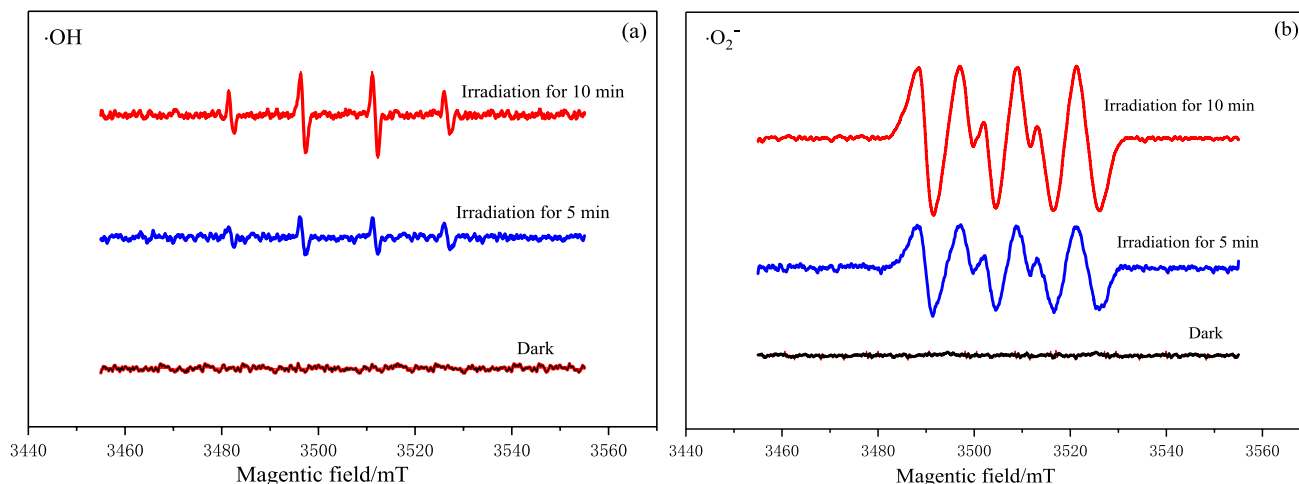 ·OH
(a)
Irradiation for 10 min
Irradiation for 5 min
Dark
3440 3460 3480 3500 3520 3540 3560
Magentic field/mT
·O₂⁻
(b)
Irradiation for 10 min
Irradiation for 5 min
Dark
3440 3460 3480 3500 3520 3540 3560
Magentic field/mT